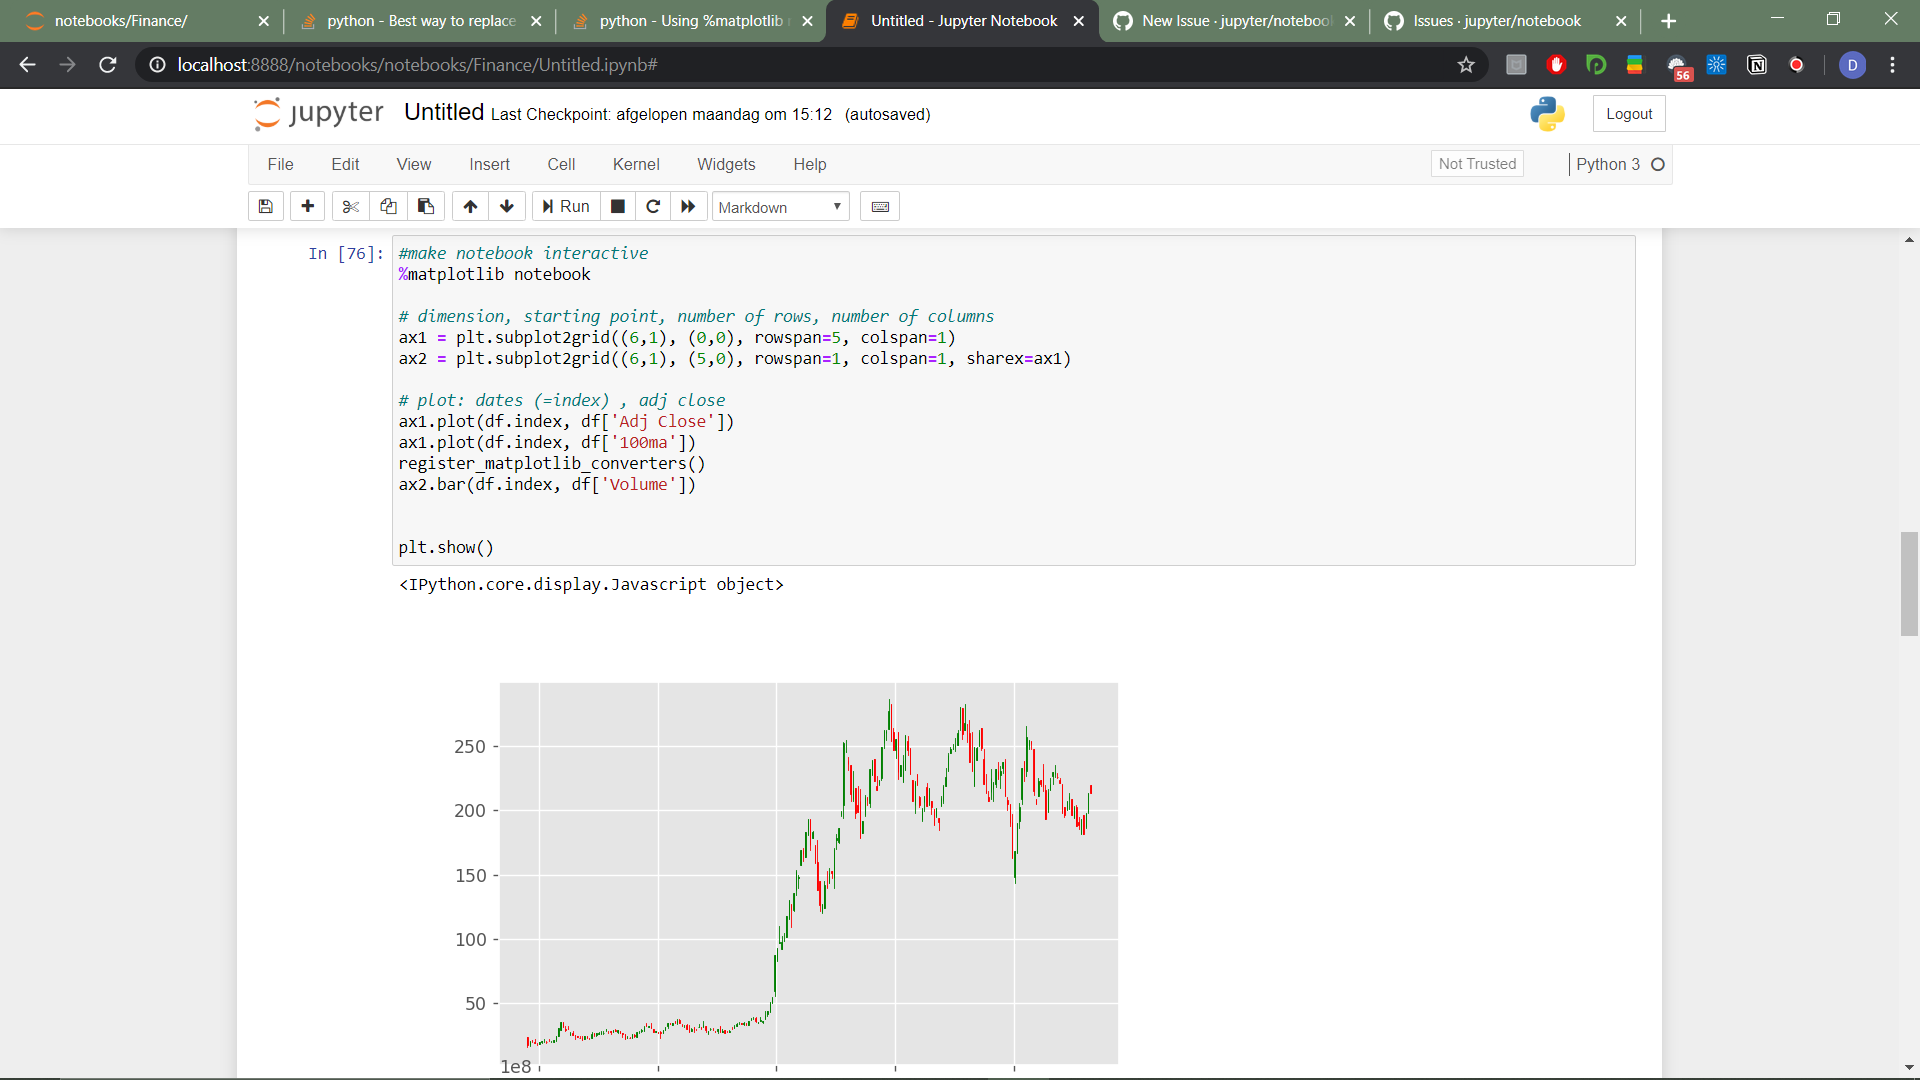 notebooks/Finance/
python - Best way to replace
python - Using %matplotlib
Untitled - Jupyter Notebook
New Issue · jupyter/noteboo
Issues · jupyter/notebook
localhost:8888/notebooks/notebooks/Finance/Untitled.ipynb#
56
D
jupyter Untitled Last Checkpoint: afgelopen maandag om 15:12 (autosaved)
Logout
File Edit View Insert Cell Kernel Widgets Help
Not Trusted
Python 3
Run
Markdown
In [76]:
#make notebook interactive
%matplotlib notebook
# dimension, starting point, number of rows, number of columns
ax1 = plt.subplot2grid((6,1), (0,0), rowspan=5, colspan=1)
ax2 = plt.subplot2grid((6,1), (5,0), rowspan=1, colspan=1, sharex=ax1)
# plot: dates (=index) , adj close
ax1.plot(df.index, df['Adj Close'])
ax1.plot(df.index, df['100ma'])
register_matplotlib_converters()
ax2.bar(df.index, df['Volume'])
plt.show()
<IPython.core.display.Javascript object>
250
200
150
100
50
1e8